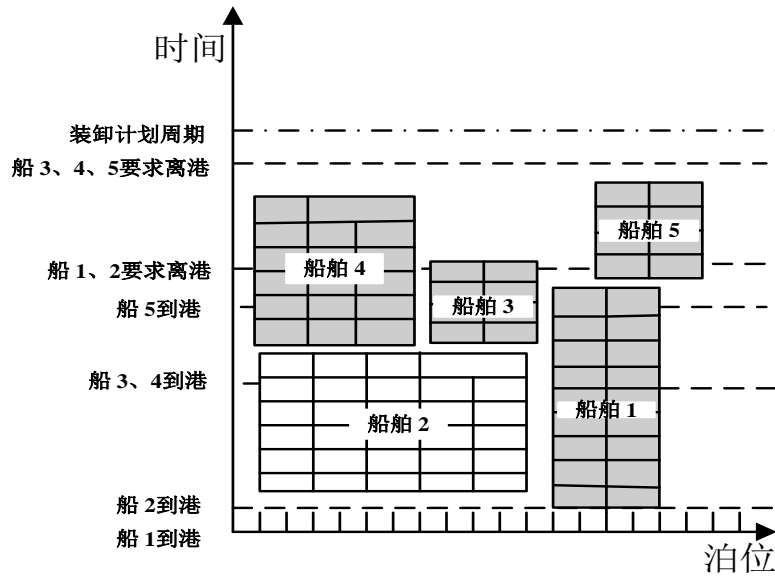 时间
装卸计划周期
船 3、4、5要求离港
船舶 5
船舶 4
船 1、2要求离港
船 5到港
船舶 3
船 3、4到港
船舶 1
船舶 2
船 2到港
船 1到港
泊位